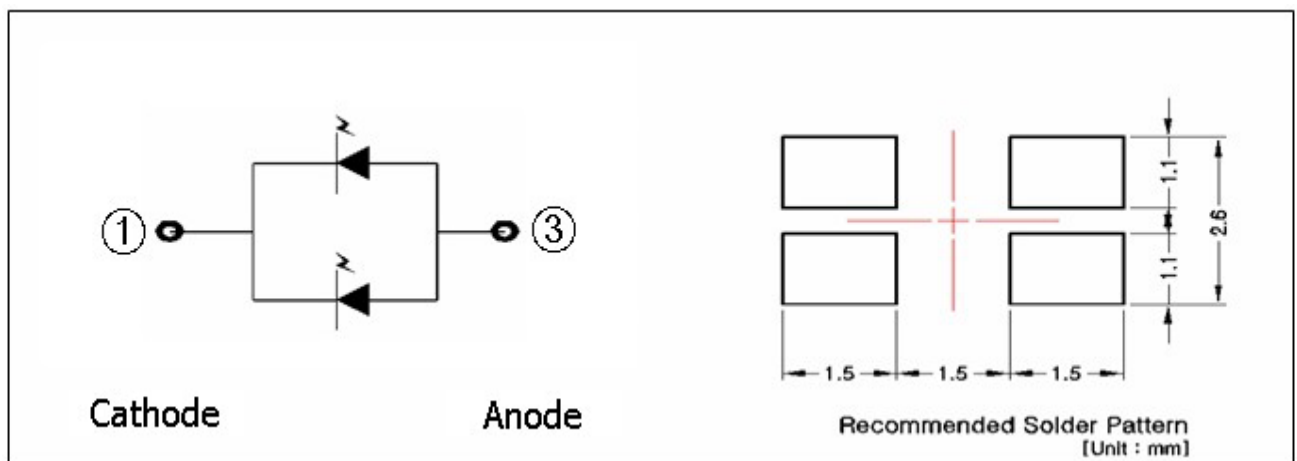 ①
③
Cathode
Anode
1.1
2.6
1.1
1.5
1.5
1.5
Recommended Solder Pattern
[Unit : mm]